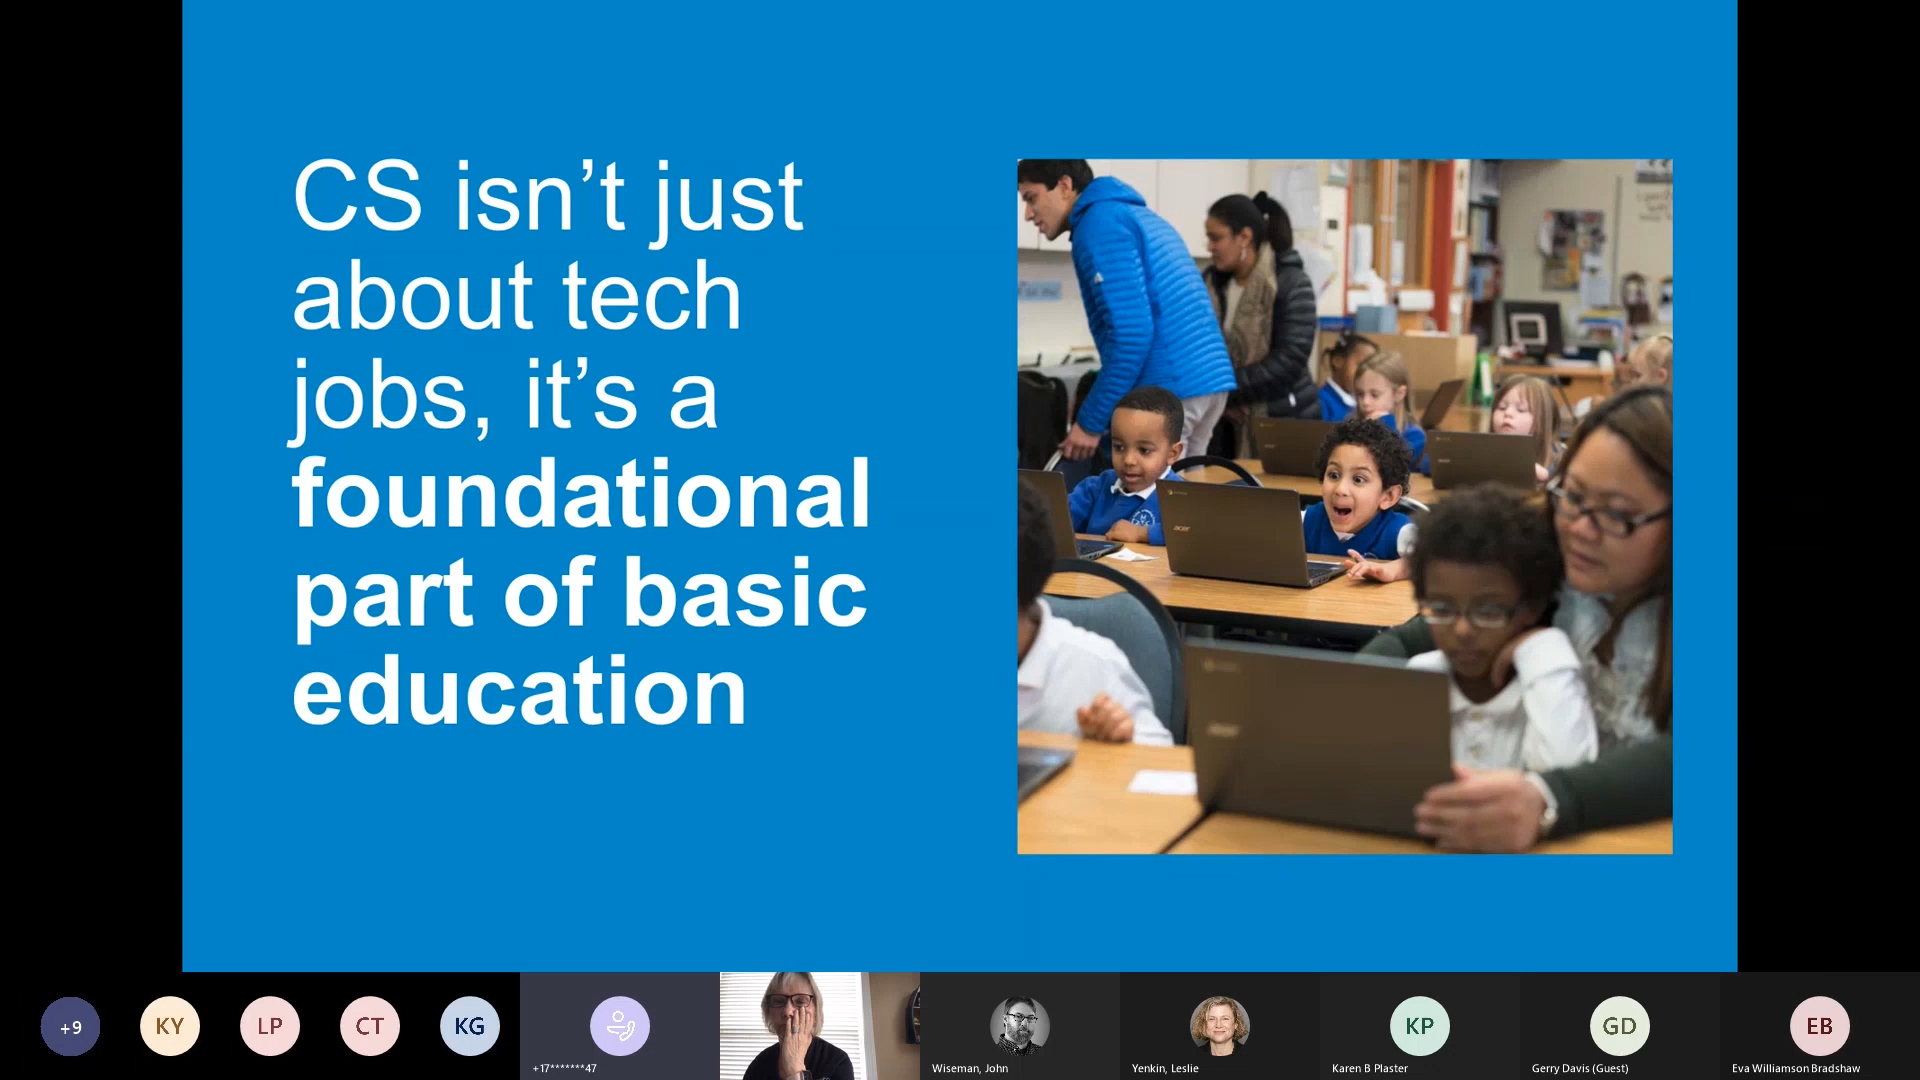 CS isn’t just
about tech
jobs, it’s a
foundational
part of basic
education
acer
+9
KY
LP
CT
KG
+17*******47
Wiseman, John
Yenkin, Leslie
KP
Karen B Plaster
GD
Gerry Davis (Guest)
EB
Eva Williamson Bradshaw